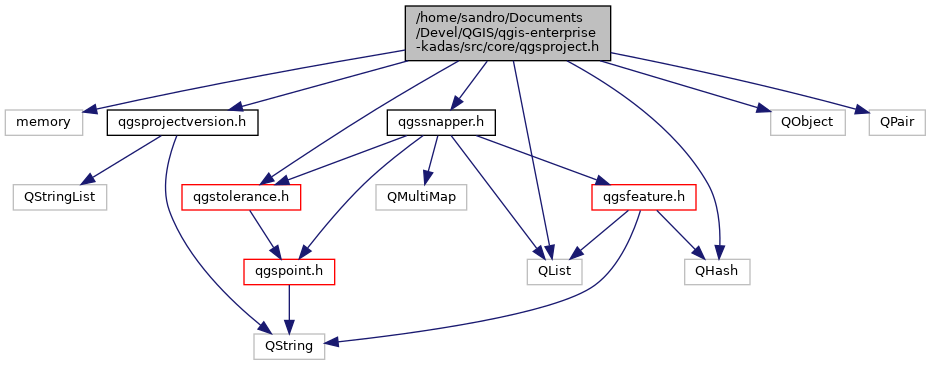 /home/sandro/Documents
/Devel/QGIS/qgis-enterprise
-kadas/src/core/qgsproject.h
memory
qgsprojectversion.h
qgssnapper.h
QObject
QPair
QStringList
qgstolerance.h
QMultiMap
qgsfeature.h
qgspoint.h
QList
QHash
QString